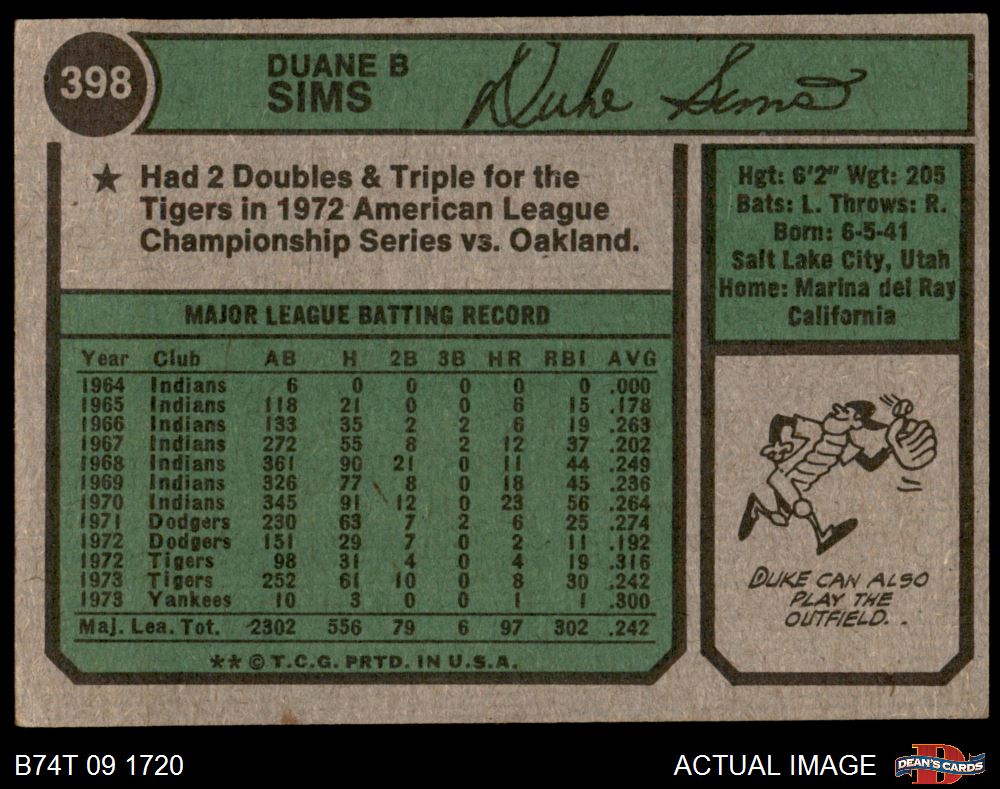 398
DUANE B
SIMS
Duke Sims
★ Had 2 Doubles & Triple for the
Tigers in 1972 American League
Championship Series vs. Oakland.
Hgt: 6'2" Wgt: 205
Bats: L. Throws: R.
Born: 6-5-41
Salt Lake City, Utah
Home: Marina del Ray
California
MAJOR LEAGUE BATTING RECORD
Year Club AB H 2B 3B HR RBI AVG
1964 Indians 6 0 0 0 0 0 .000
1965 Indians 118 21 0 0 6 15 .178
1966 Indians 133 35 2 2 6 19 .263
1967 Indians 272 55 8 2 12 37 .202
1968 Indians 361 90 21 0 11 44 .249
1969 Indians 326 77 8 0 18 45 .236
1970 Indians 345 91 12 0 23 56 .264
1971 Dodgers 230 63 7 2 6 25 .274
1972 Dodgers 151 29 7 0 2 11 .192
1972 Tigers 98 31 4 0 4 19 .316
1973 Tigers 252 61 10 0 8 30 .242
1973 Yankees 10 3 0 0 1 1 .300
Maj. Lea. Tot. 2302 556 79 6 97 302 .242
** © T.C.G. PRTD. IN U.S.A.
DUKE CAN ALSO
PLAY THE
OUTFIELD. .
B74T 09 1720
ACTUAL IMAGE
D
DEAN'S CARDS